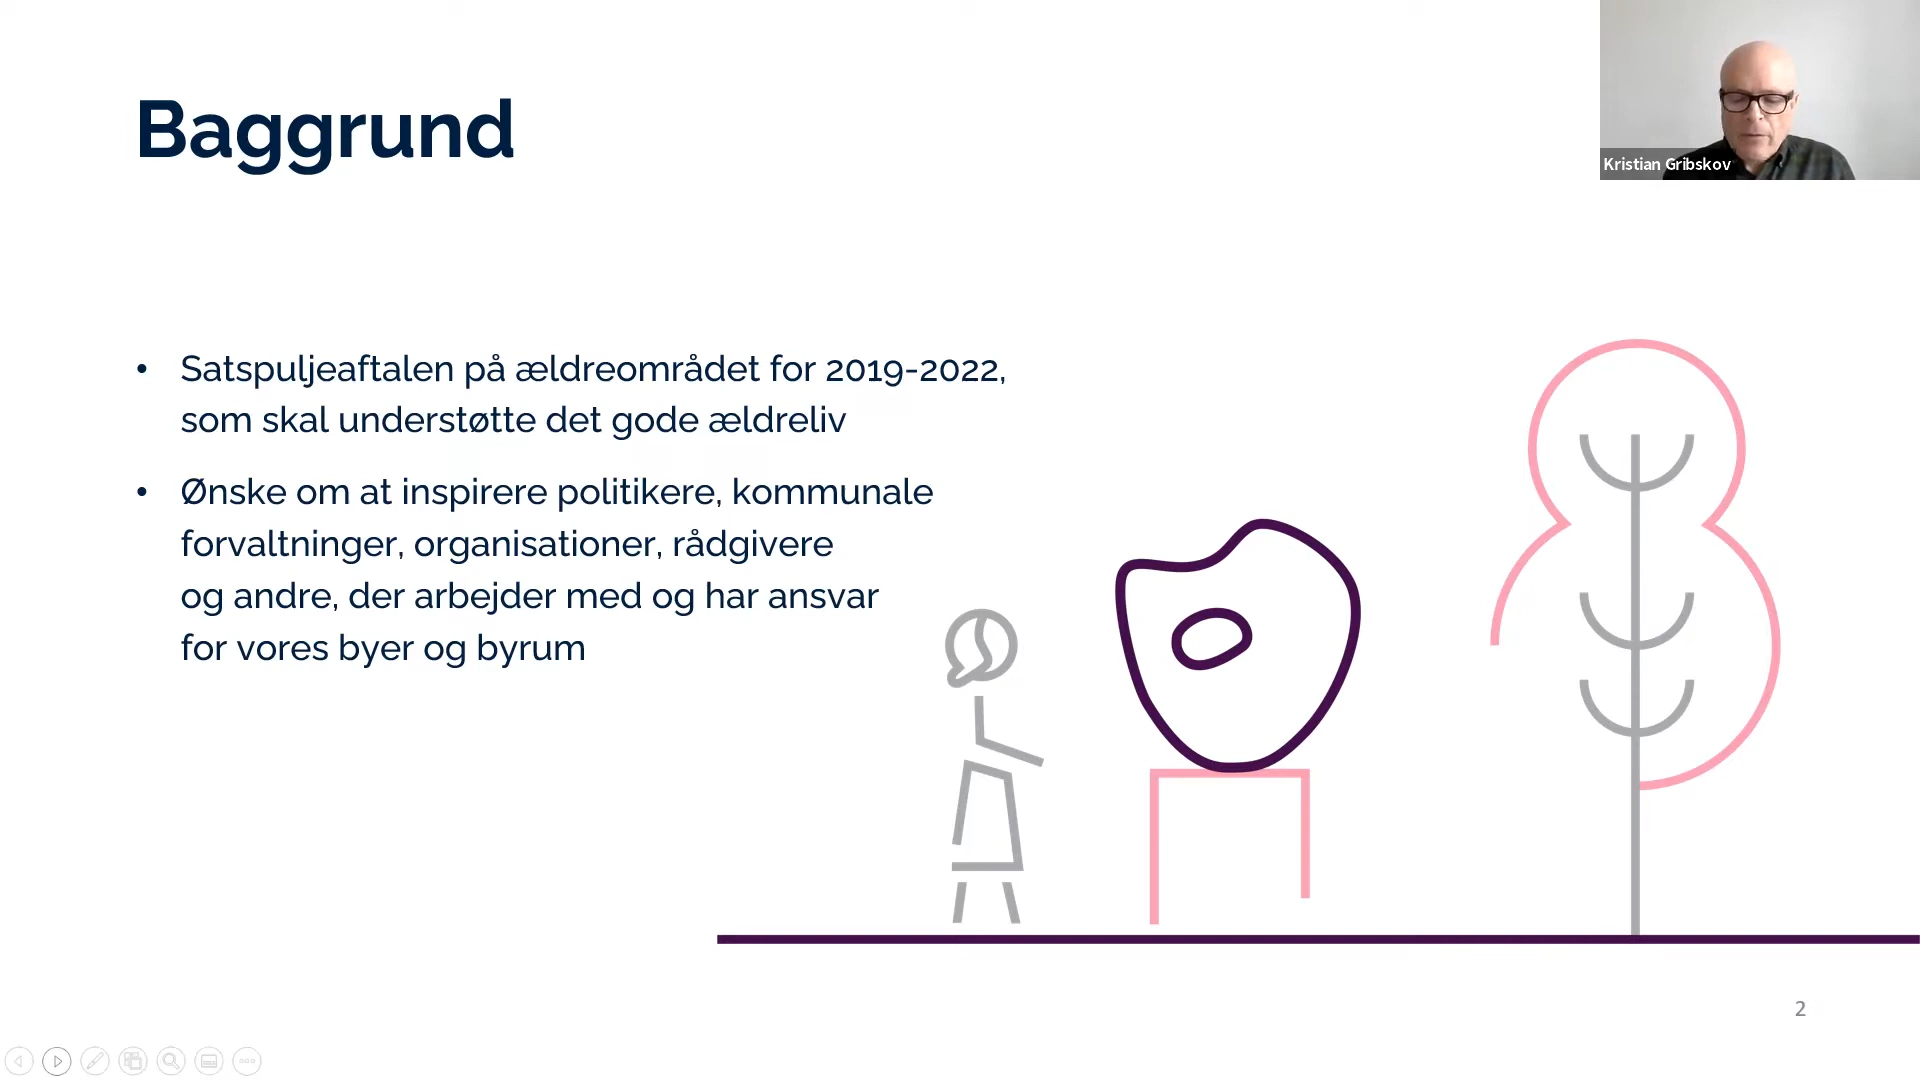 Baggrund
Kristian Gribskov
• Satspuljeaftalen på ældreområdet for 2019-2022,
som skal understøtte det gode ældreliv
• Ønske om at inspirere politikere, kommunale
forvaltninger, organisationer, rådgivere
og andre, der arbejder med og har ansvar
for vores byer og byrum
2